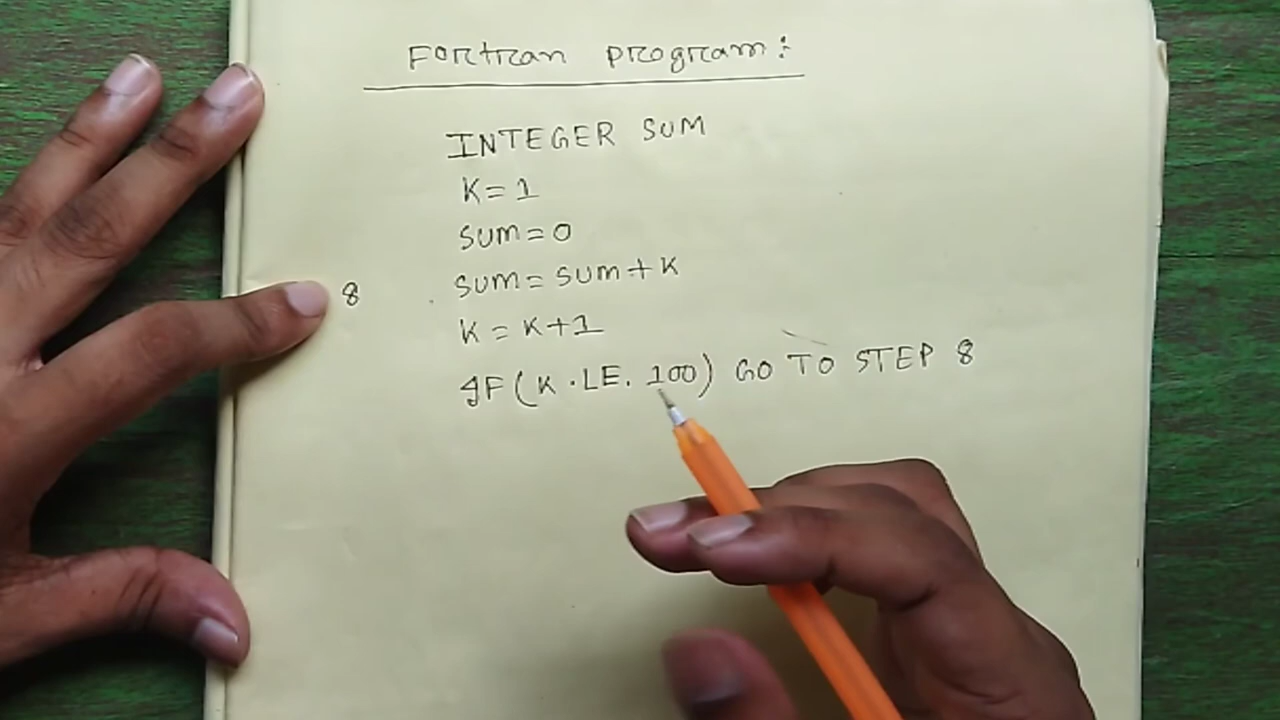 Fortran program:
INTEGER SUM
K=1
SUM=0
8 SUM=SUM+K
K=K+1
IF(K.LE.100) GO TO STEP 8